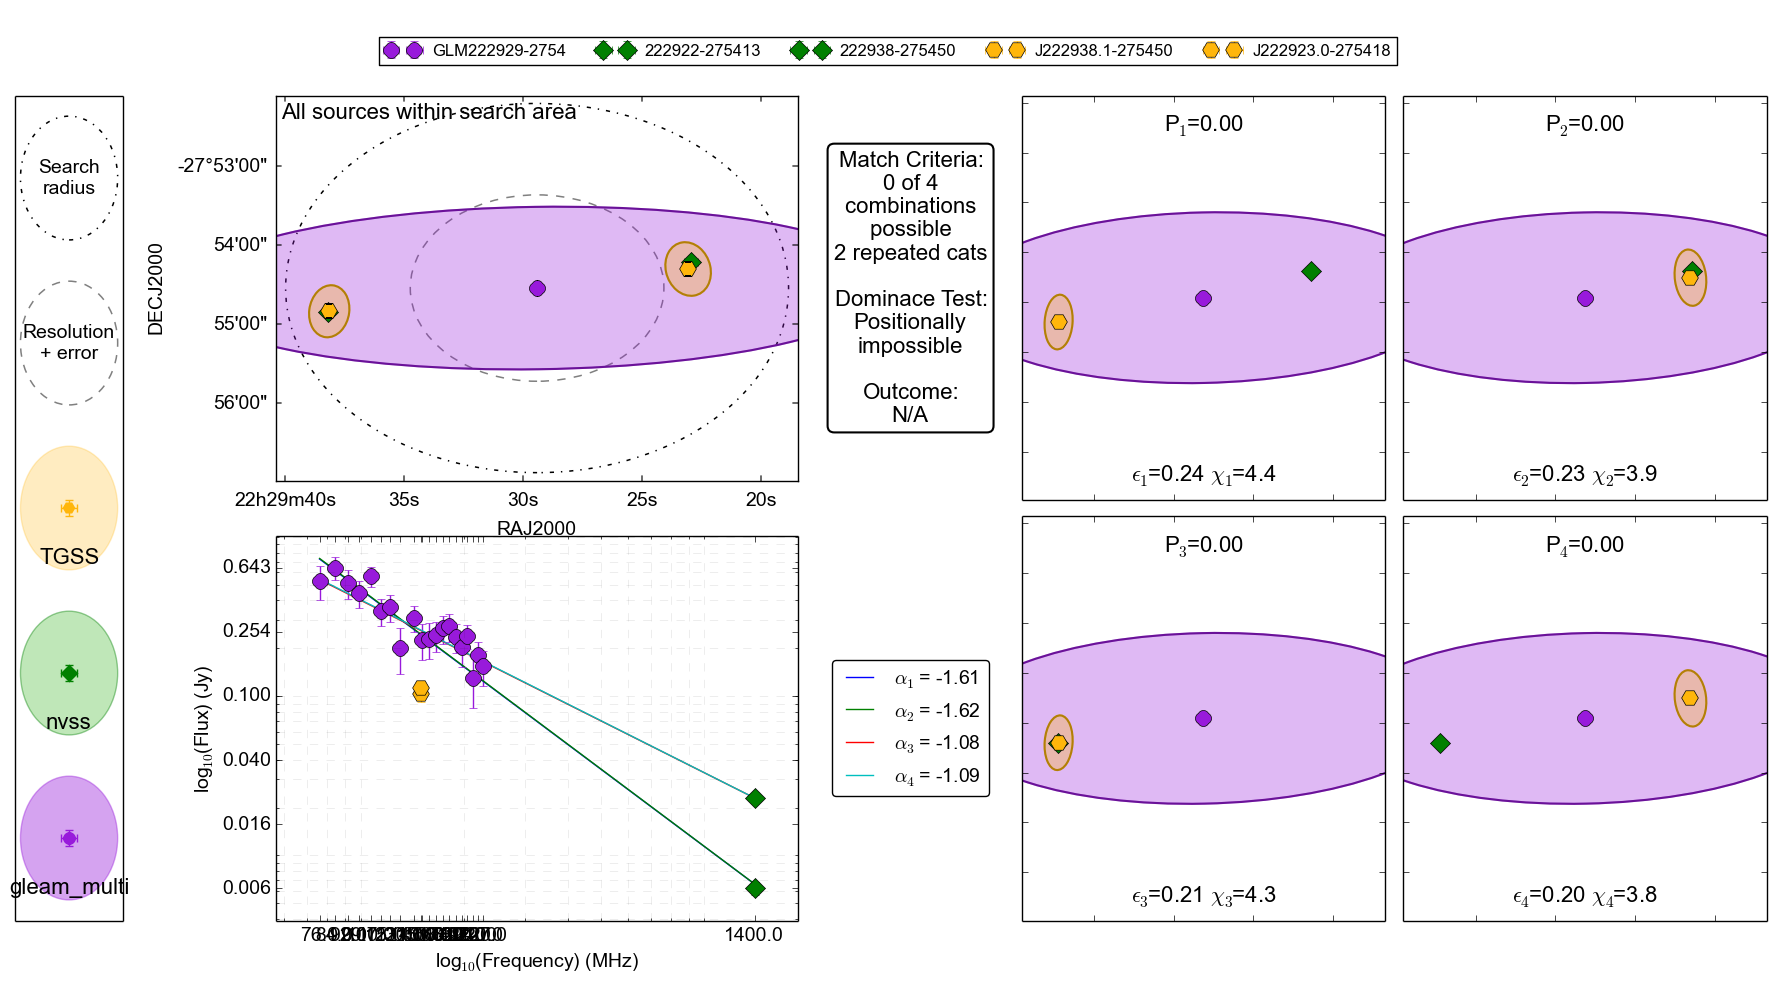 GLM222929-2754
222922-275413
222938-275450
J222938.1-275450
J222923.0-275418
Search
radius
Resolution
+ error
TGSS
nvss
gleam_multi
All sources within search area
DECJ2000
-27°53'00"
54'00"
55'00"
56'00"
22h29m40s
35s
30s
25s
20s
RAJ2000
Match Criteria:
0 of 4
combinations
possible
2 repeated cats
Dominace Test:
Positionally
impossible
Outcome:
N/A
P1=0.00
ϵ1=0.24 χ1=4.4
P2=0.00
ϵ2=0.23 χ2=3.9
log10(Flux) (Jy)
0.643
0.254
0.100
0.040
0.016
0.006
1400.0
log10(Frequency) (MHz)
α1 = -1.61
α2 = -1.62
α3 = -1.08
α4 = -1.09
P3=0.00
ϵ3=0.21 χ3=4.3
P4=0.00
ϵ4=0.20 χ4=3.8